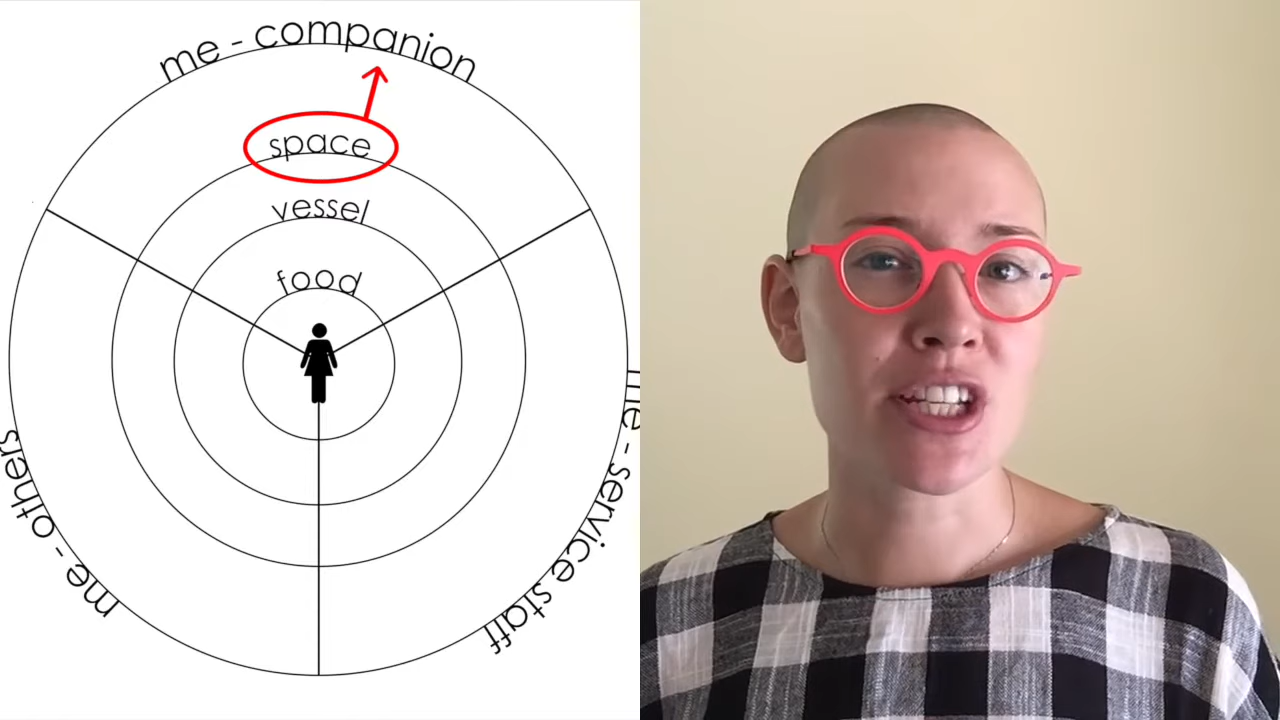 me - companion
space
vessel
food
me - others
me - service staff